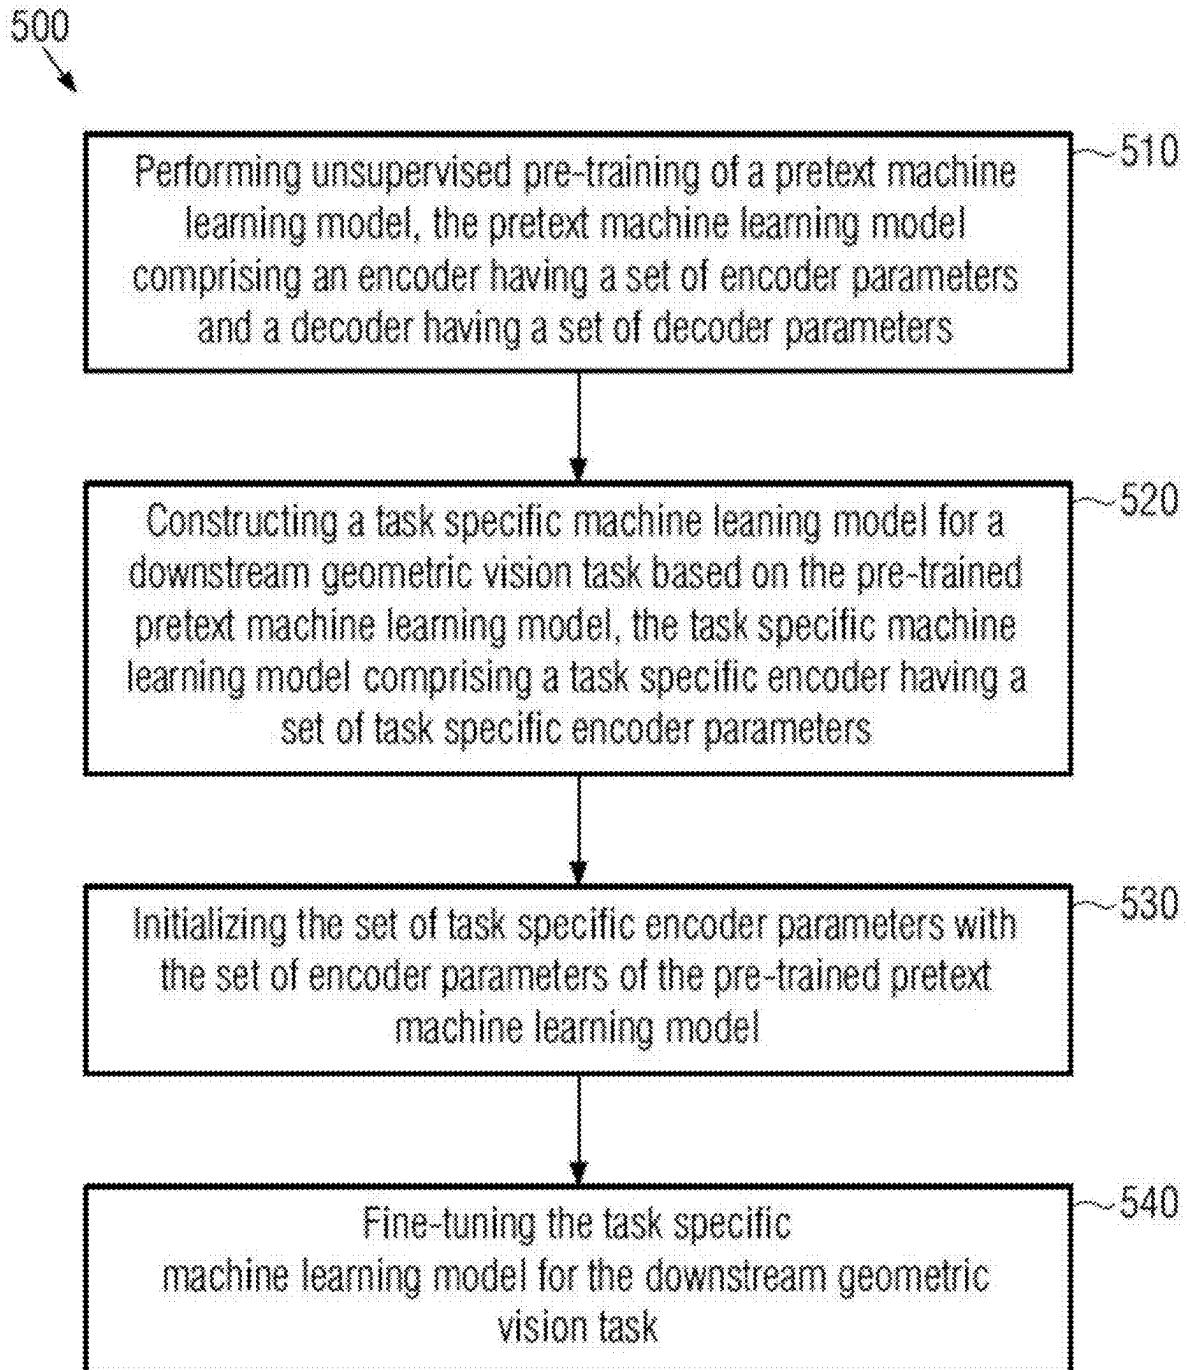 500
510
Performing unsupervised pre-training of a pretext machine
learning model, the pretext machine learning model
comprising an encoder having a set of encoder parameters
and a decoder having a set of decoder parameters
520
Constructing a task specific machine leaning model for a
downstream geometric vision task based on the pre-trained
pretext machine learning model, the task specific machine
learning model comprising a task specific encoder having a
set of task specific encoder parameters
530
Initializing the set of task specific encoder parameters with
the set of encoder parameters of the pre-trained pretext
machine learning model
540
Fine-tuning the task specific
machine learning model for the downstream geometric
vision task